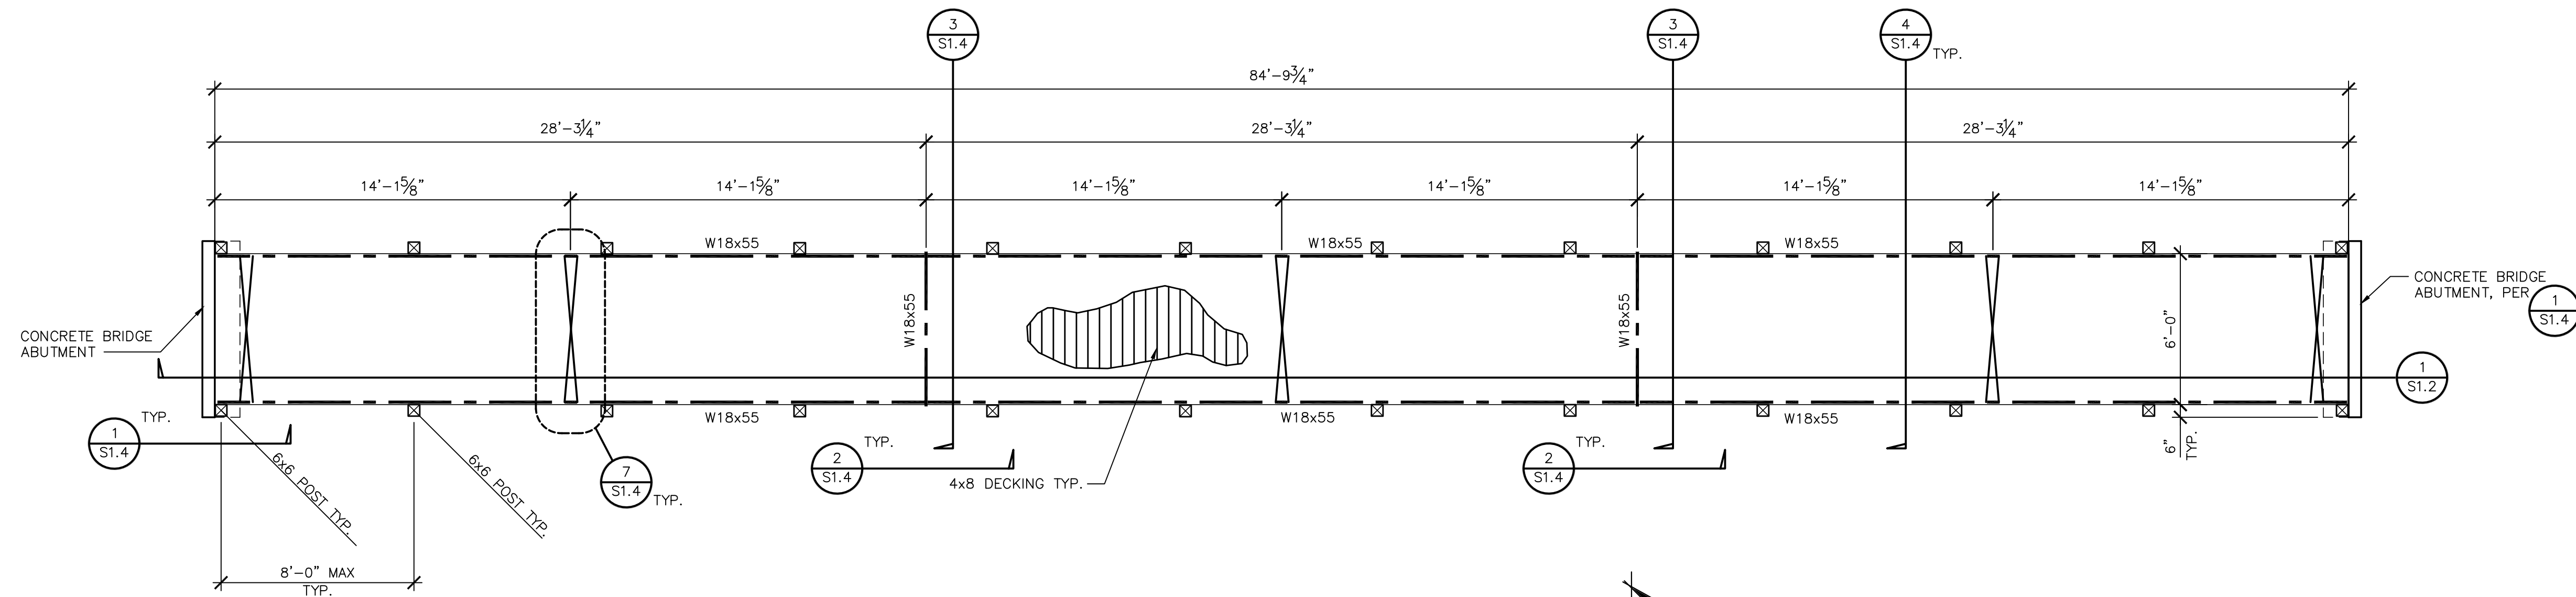 3
S1.4
3
S1.4
4
S1.4
TYP.
84'-9¾"
28'-3¼"
28'-3¼"
28'-3¼"
14'-1⅝"
14'-1⅝"
14'-1⅝"
14'-1⅝"
14'-1⅝"
14'-1⅝"
W18x55
W18x55
W18x55
CONCRETE BRIDGE
ABUTMENT
W18x55
W18x55
6'-0"
CONCRETE BRIDGE
ABUTMENT, PER
1
S1.4
1
S1.2
W18x55
W18x55
W18x55
1
S1.4
TYP.
6x6 POST TYP.
6x6 POST TYP.
7
S1.4
TYP.
2
S1.4
TYP.
4x8 DECKING TYP.
2
S1.4
TYP.
6"
TYP.
8'-0" MAX
TYP.